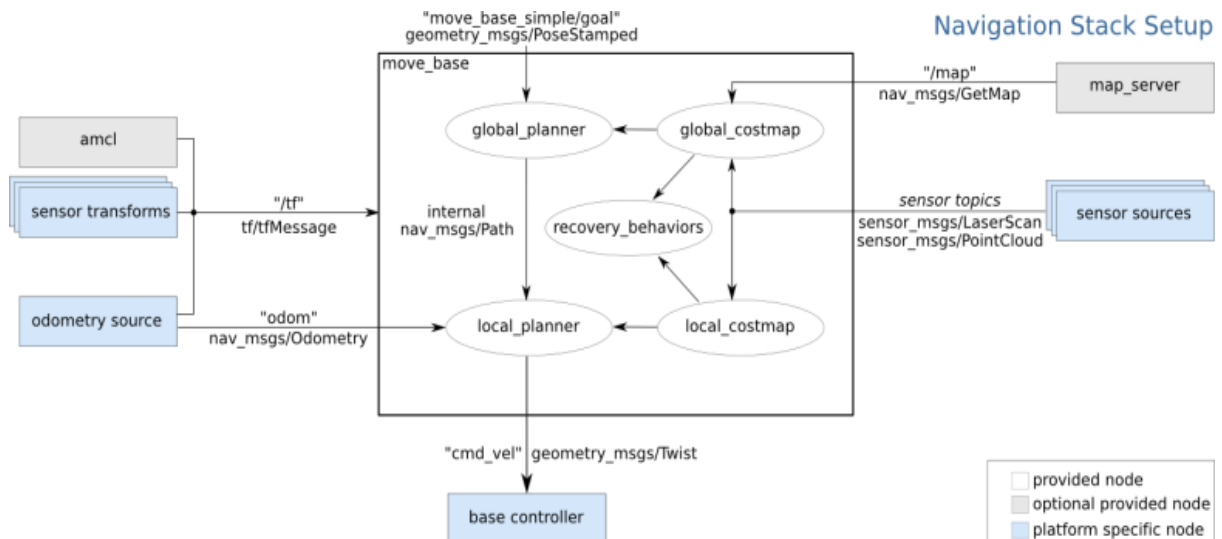 Navigation Stack Setup
"move_base_simple/goal"
geometry_msgs/PoseStamped
move_base
"/map"
nav_msgs/GetMap
map_server
global_planner
global_costmap
amcl
sensor transforms
"/tf"
tf/tfMessage
internal
nav_msgs/Path
recovery_behaviors
sensor topics
sensor_msgs/LaserScan
sensor_msgs/PointCloud
sensor sources
odometry source
"odom"
nav_msgs/Odometry
local_planner
local_costmap
"cmd_vel" geometry_msgs/Twist
base controller
provided node
optional provided node
platform specific node